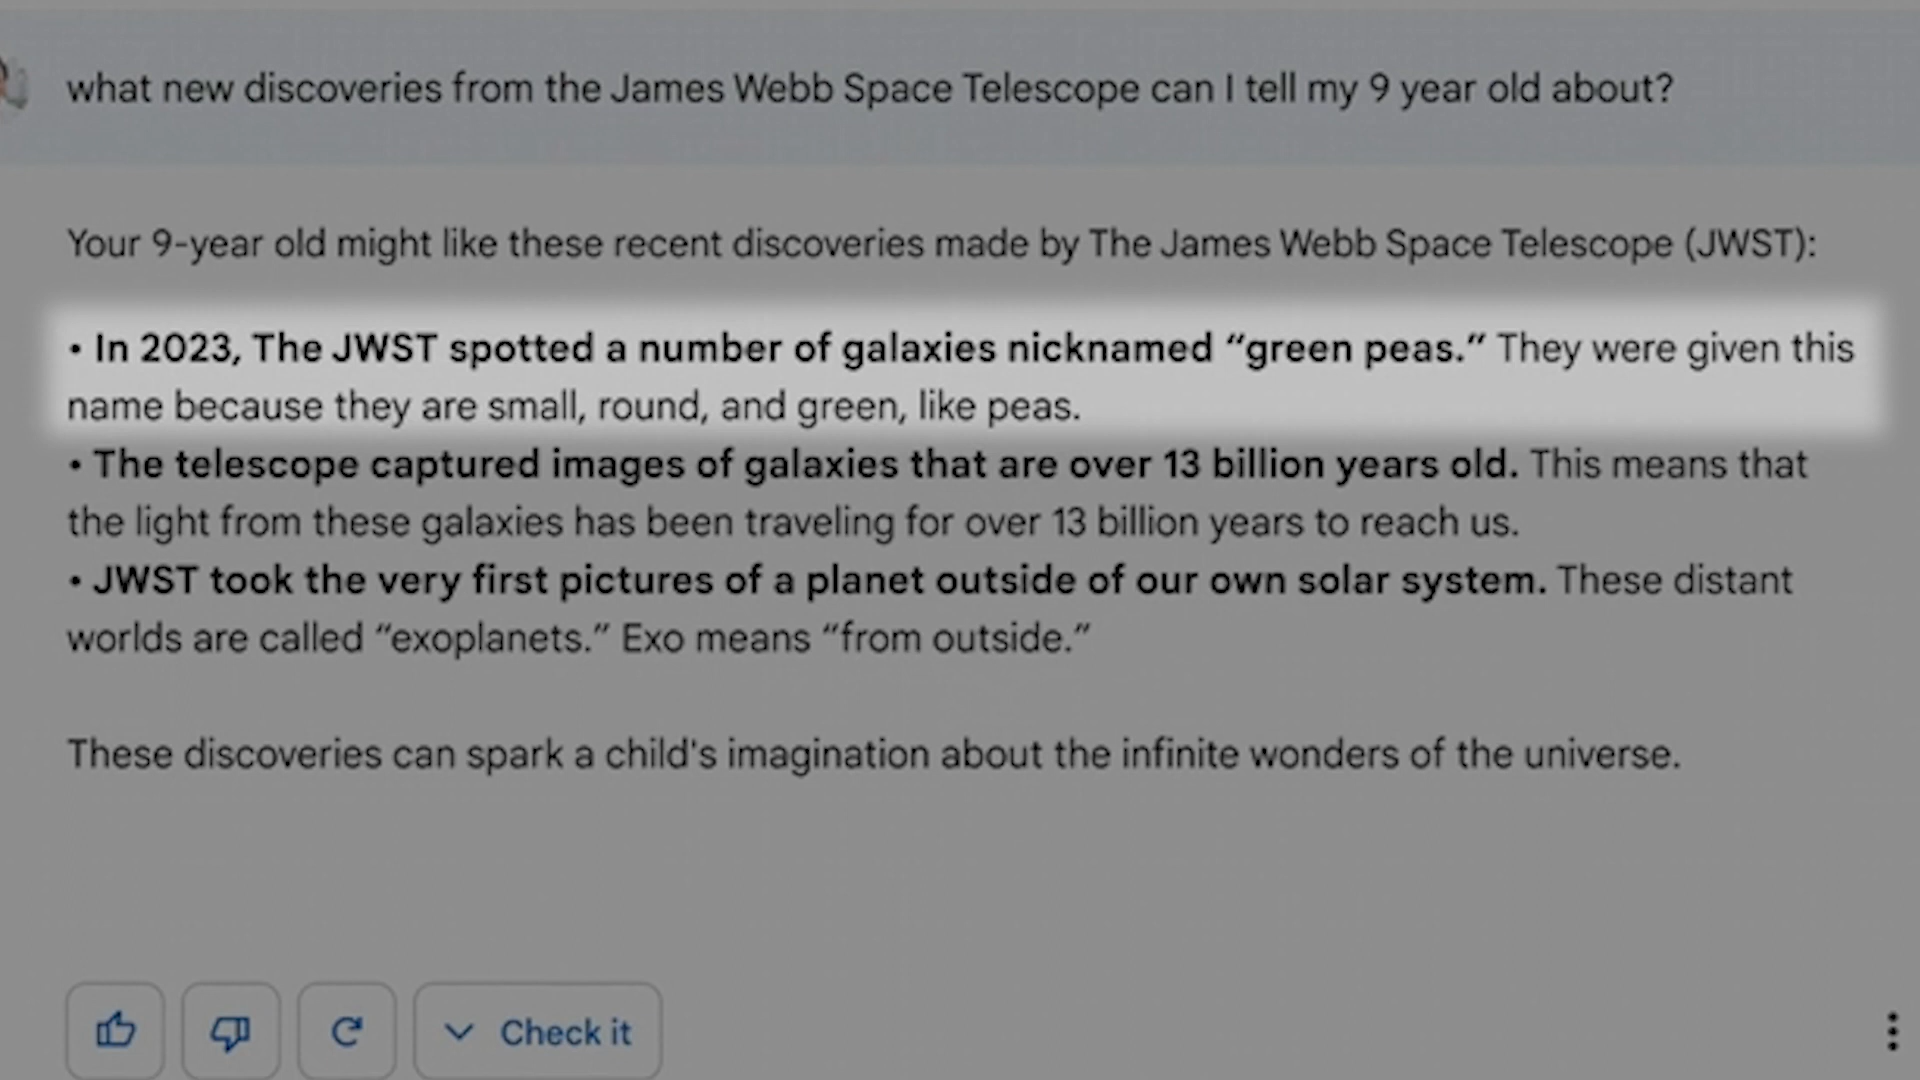 what new discoveries from the James Webb Space Telescope can I tell my 9 year old about?
Your 9-year old might like these recent discoveries made by The James Webb Space Telescope (JWST):
• In 2023, The JWST spotted a number of galaxies nicknamed “green peas.” They were given this
name because they are small, round, and green, like peas.
• The telescope captured images of galaxies that are over 13 billion years old. This means that
the light from these galaxies has been traveling for over 13 billion years to reach us.
• JWST took the very first pictures of a planet outside of our own solar system. These distant
worlds are called “exoplanets.” Exo means “from outside.”
These discoveries can spark a child's imagination about the infinite wonders of the universe.
Check it